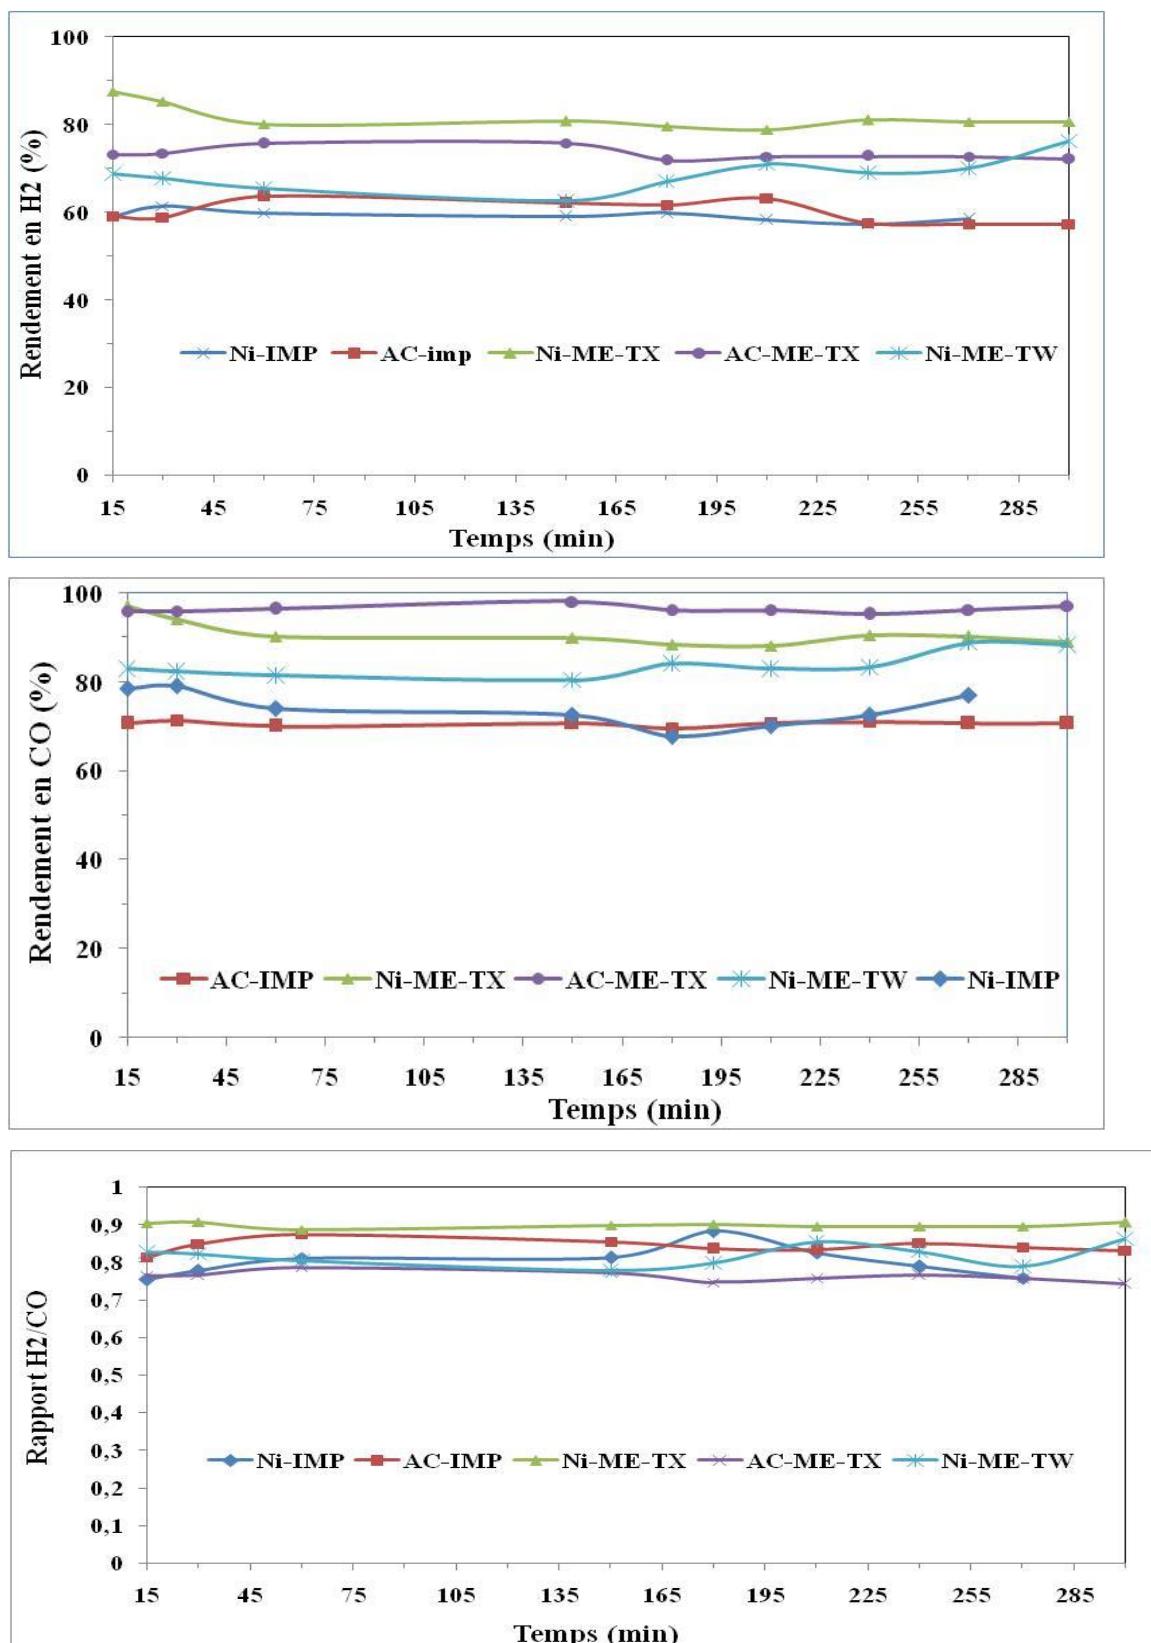 100
80
60
40
20
0
Rendement en H2 (%)
Ni-IMP AC-imp Ni-ME-TX AC-ME-TX Ni-ME-TW
15 45 75 105 135 165 195 225 255 285
Temps (min)
100
80
60
40
20
0
Rendement en CO (%)
AC-IMP Ni-ME-TX AC-ME-TX Ni-ME-TW Ni-IMP
15 45 75 105 135 165 195 225 255 285
Temps (min)
1
0,9
0,8
0,7
0,6
0,5
0,4
0,3
0,2
0,1
0
Rapport H2/CO
Ni-IMP AC-IMP Ni-ME-TX AC-ME-TX Ni-ME-TW
15 45 75 105 135 165 195 225 255 285
Temps (min)